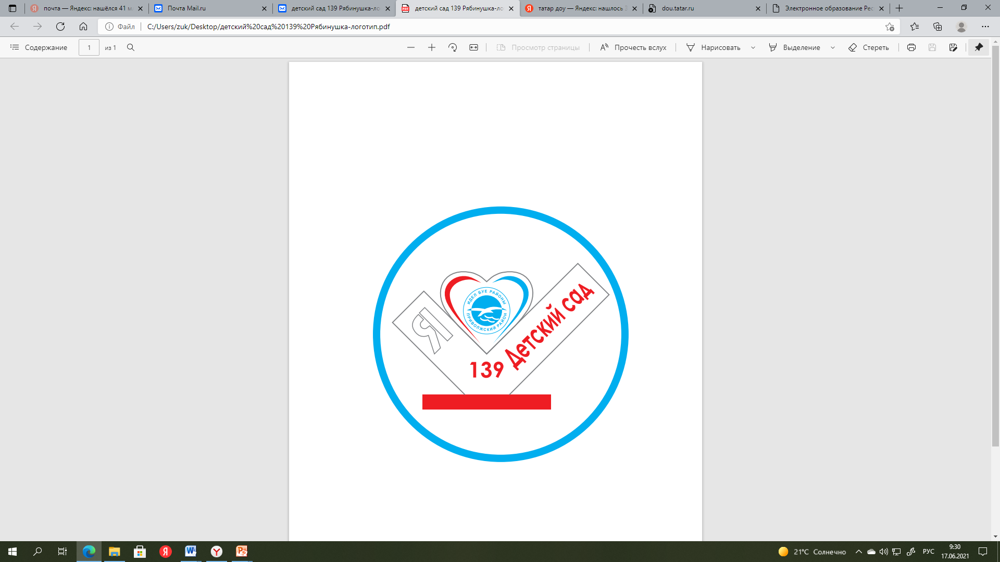 почта — Яндекс: нашёлся 41 м
Почта Mail.ru
детский сад 139 Рябинушка-ло
детский сад 139 Рябинушка-ло
татар доу — Яндекс: нашлось
dou.tatar.ru
Электронное образование Рес
Файл
C:/Users/zuk/Desktop/детский%20сад%20139%20Рябинушка-логотип.pdf
Содержание
1
из 1
Просмотр страницы
Прочесть вслух
Нарисовать
Выделение
Стереть
ИДЕЛ БУЕ РАЙОНЫ
ПРИВОЛЖСКИЙ РАЙОН
Я
139 Детский сад
21°C Солнечно
РУС
9:30
17.06.2021